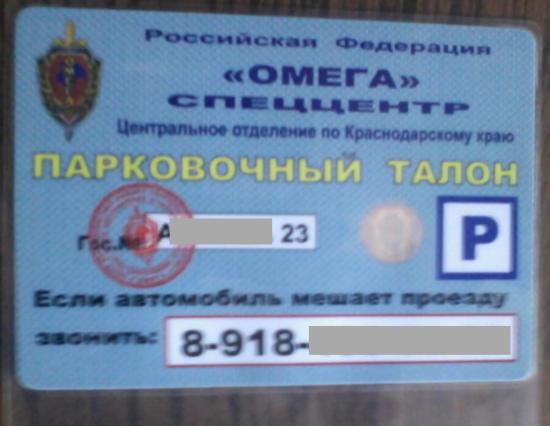 Российская Федерация
«ОМЕГА»
СПЕЦЦЕНТР
Центральное отделение по Краснодарскому краю
ПАРКОВОЧНЫЙ ТАЛОН
Гос.№ А 23
P
Если автомобиль мешает проезду
звонить: 8-918-